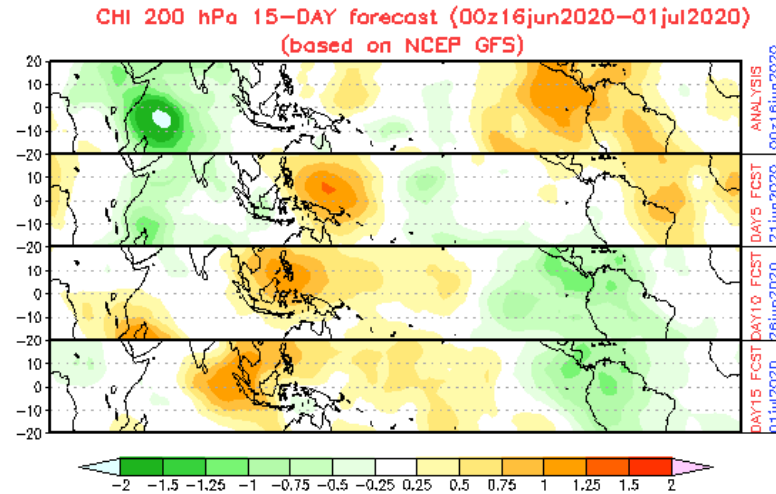 CHI 200 hPa 15-DAY forecast (00z16jun2020-01jul2020)
(based on NCEP GFS)
20
10
0
-10
-20
ANALYSIS
20
10
0
-10
-20
DAY5 FCST
21jun2020
10
0
-10
-20
DAY10 FCST
26jun2020
10
0
-10
-20
DAY15 FCST
01jul2020
-2 -1.5 -1.25 -1 -0.75 -0.5 -0.25 0.25 0.5 0.75 1 1.25 1.5 2